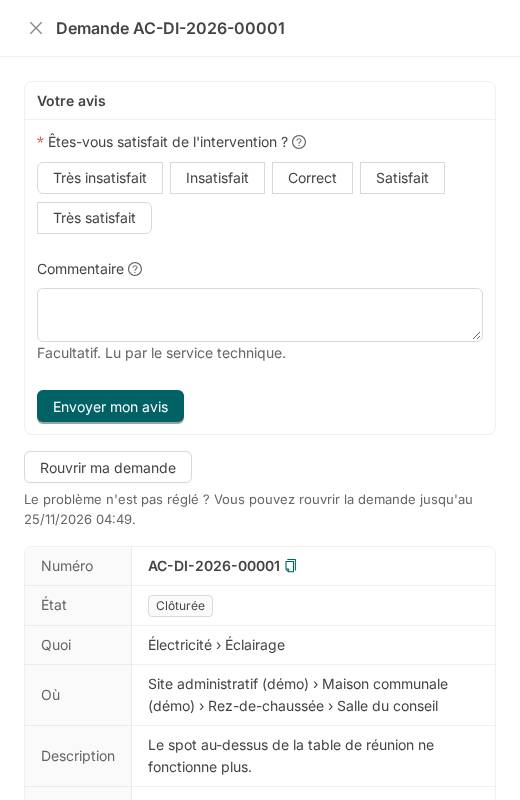 Demande AC-DI-2026-00001
Votre avis
* Êtes-vous satisfait de l'intervention ?
Très insatisfait
Insatisfait
Correct
Satisfait
Très satisfait
Commentaire
Facultatif. Lu par le service technique.
Envoyer mon avis
Rouvrir ma demande
Le problème n'est pas réglé ? Vous pouvez rouvrir la demande jusqu'au
25/11/2026 04:49.
Numéro
AC-DI-2026-00001
État
Clôturée
Quoi
Électricité › Éclairage
Où
Site administratif (démo) › Maison communale
(démo) › Rez-de-chaussée › Salle du conseil
Description
Le spot au-dessus de la table de réunion ne
fonctionne plus.